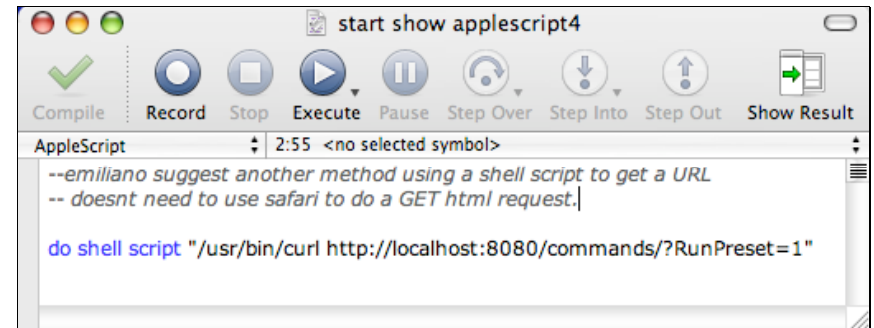 start show applescript4
Compile Record Stop Execute Pause Step Over Step Into Step Out Show Result
AppleScript 2:55 <no selected symbol>
--emiliano suggest another method using a shell script to get a URL
-- doesnt need to use safari to do a GET html request.
do shell script "/usr/bin/curl http://localhost:8080/commands/?RunPreset=1"